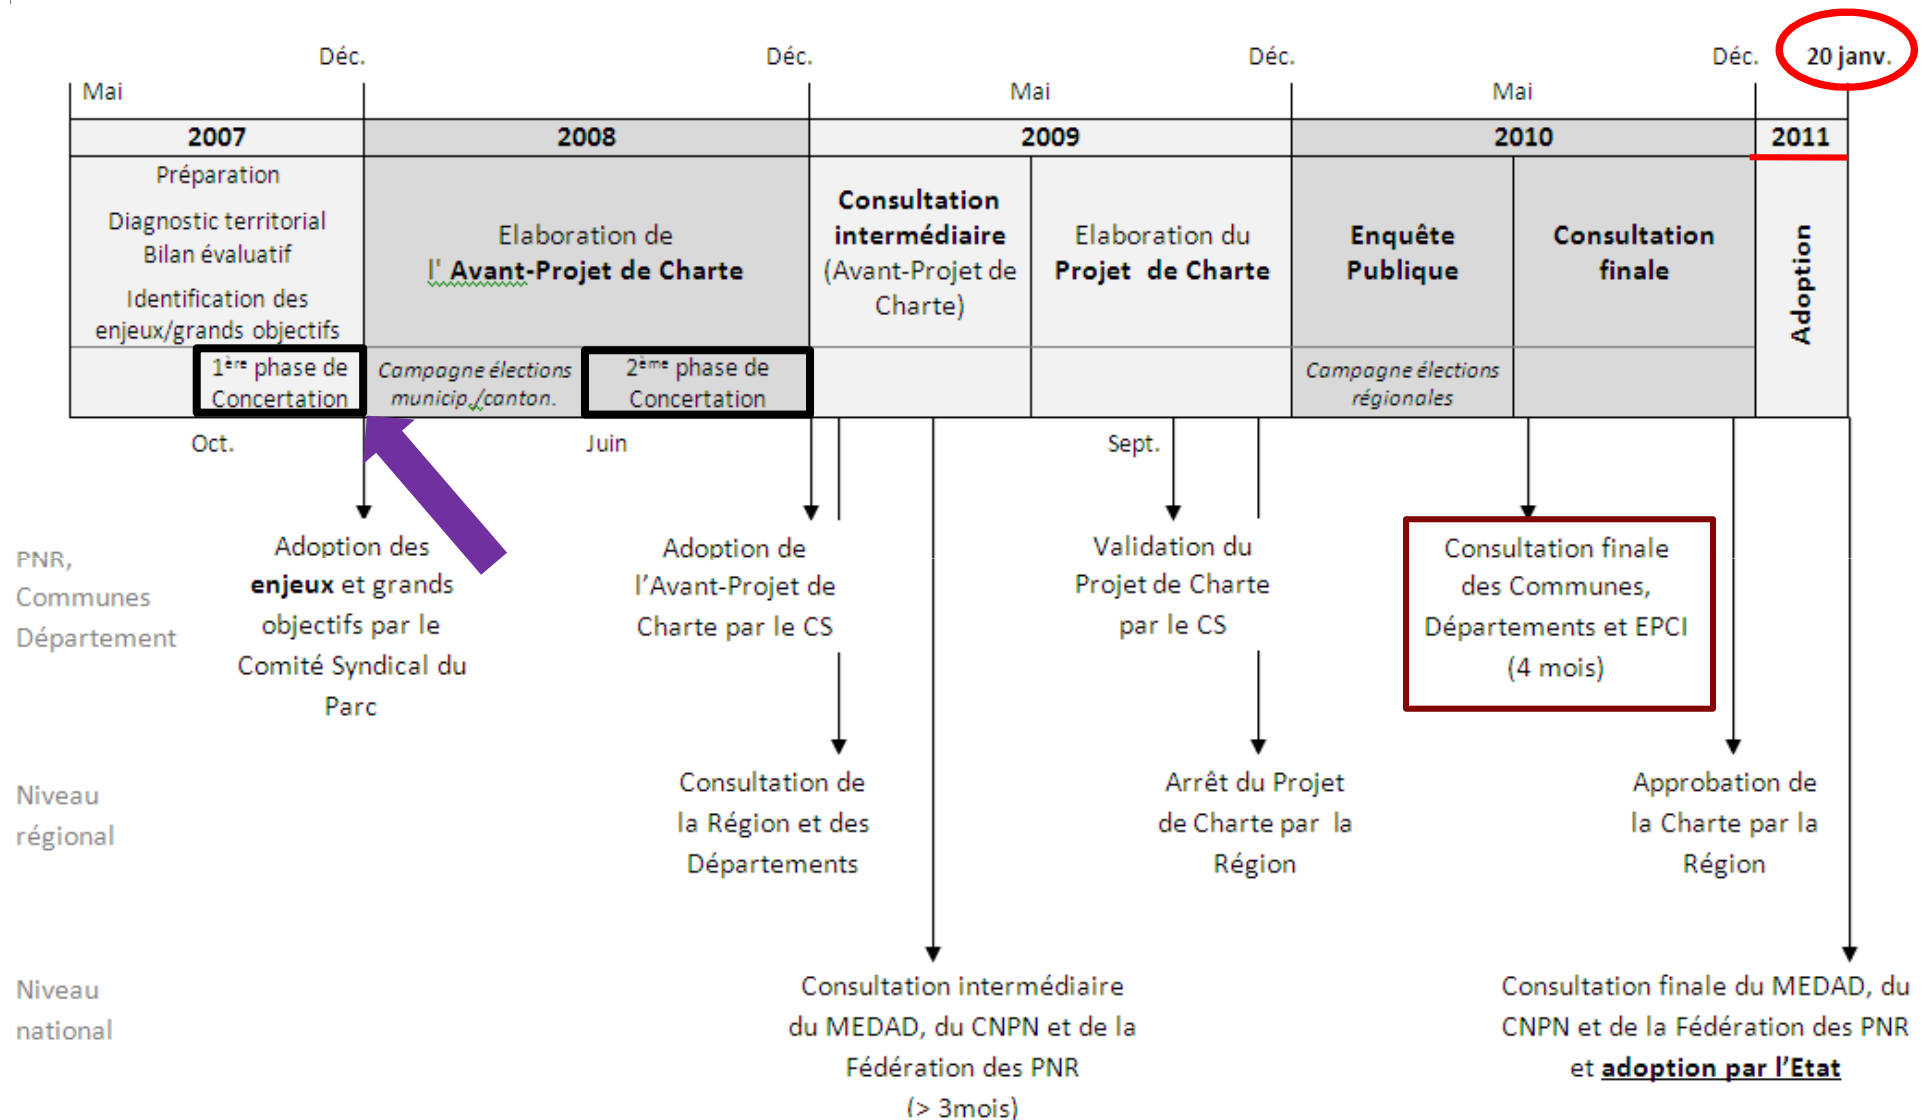 Déc.
Déc.
Déc.
Déc.
20 janv.
Mai
Mai
Mai
2007
2008
2009
2010
2011
Préparation
Diagnostic territorial
Bilan évaluatif
Identification des
enjeux/grands objectifs
Elaboration de
l' Avant-Projet de Charte
Consultation
intermédiaire
(Avant-Projet de
Charte)
Elaboration du
Projet de Charte
Enquête
Publique
Consultation
finale
Adoption
1ère phase de
Concertation
Campagne élections
municip./canton.
2ème phase de
Concertation
Campagne élections
régionales
Oct.
Juin
Sept.
PNR,
Communes
Département
Adoption des
enjeux et grands
objectifs par le
Comité Syndical du
Parc
Adoption de
l'Avant-Projet de
Charte par le CS
Validation du
Projet de Charte
par le CS
Consultation finale
des Communes,
Départements et EPCI
(4 mois)
Niveau
régional
Consultation de
la Région et des
Départements
Arrêt du Projet
de Charte par la
Région
Approbation de
la Charte par la
Région
Niveau
national
Consultation intermédiaire
du MEDAD, du CNPN et de la
Fédération des PNR
(> 3mois)
Consultation finale du MEDAD, du
CNPN et de la Fédération des PNR
et adoption par l'Etat